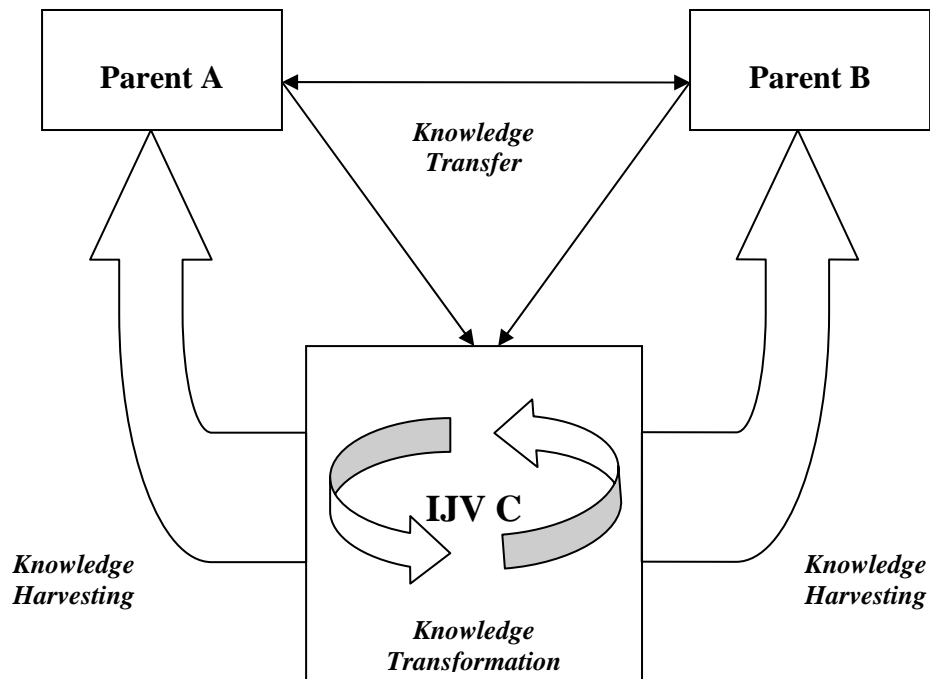 Parent A
Parent B
Knowledge
Transfer
IJV C
Knowledge
Harvesting
Knowledge
Harvesting
Knowledge
Transformation